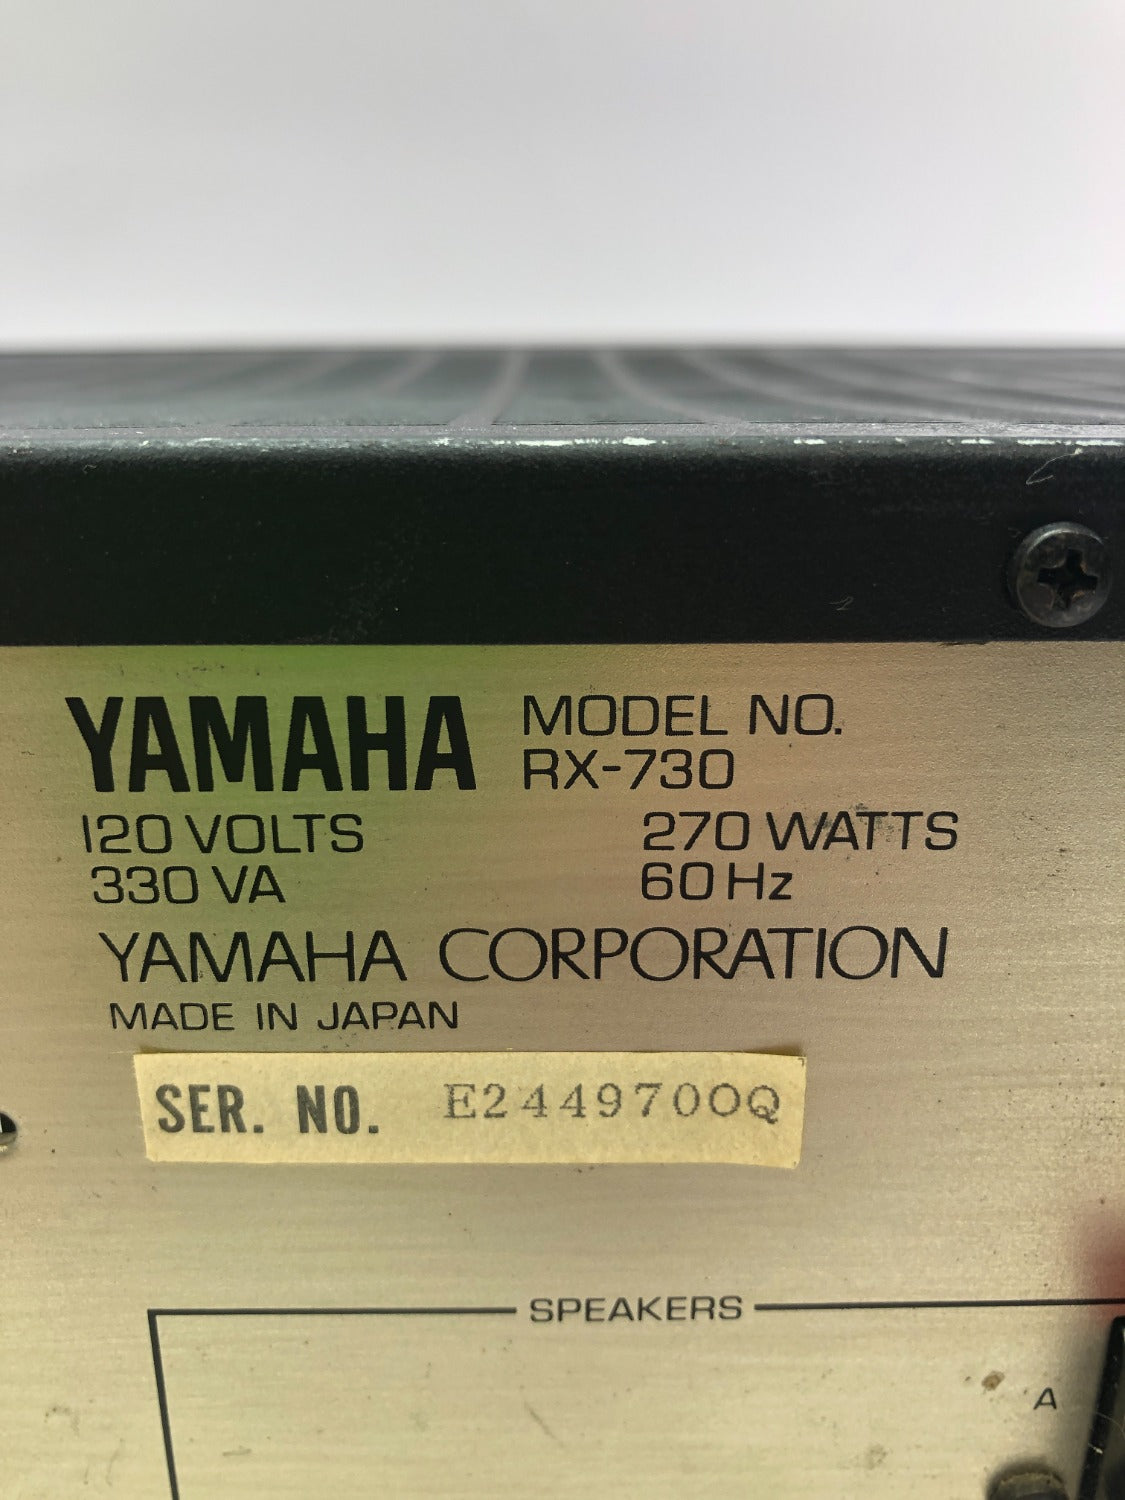 YAMAHA MODEL NO.
RX-730
120 VOLTS 270 WATTS
330 VA 60 Hz
YAMAHA CORPORATION
MADE IN JAPAN
SER. NO. E244970OQ
SPEAKERS
A